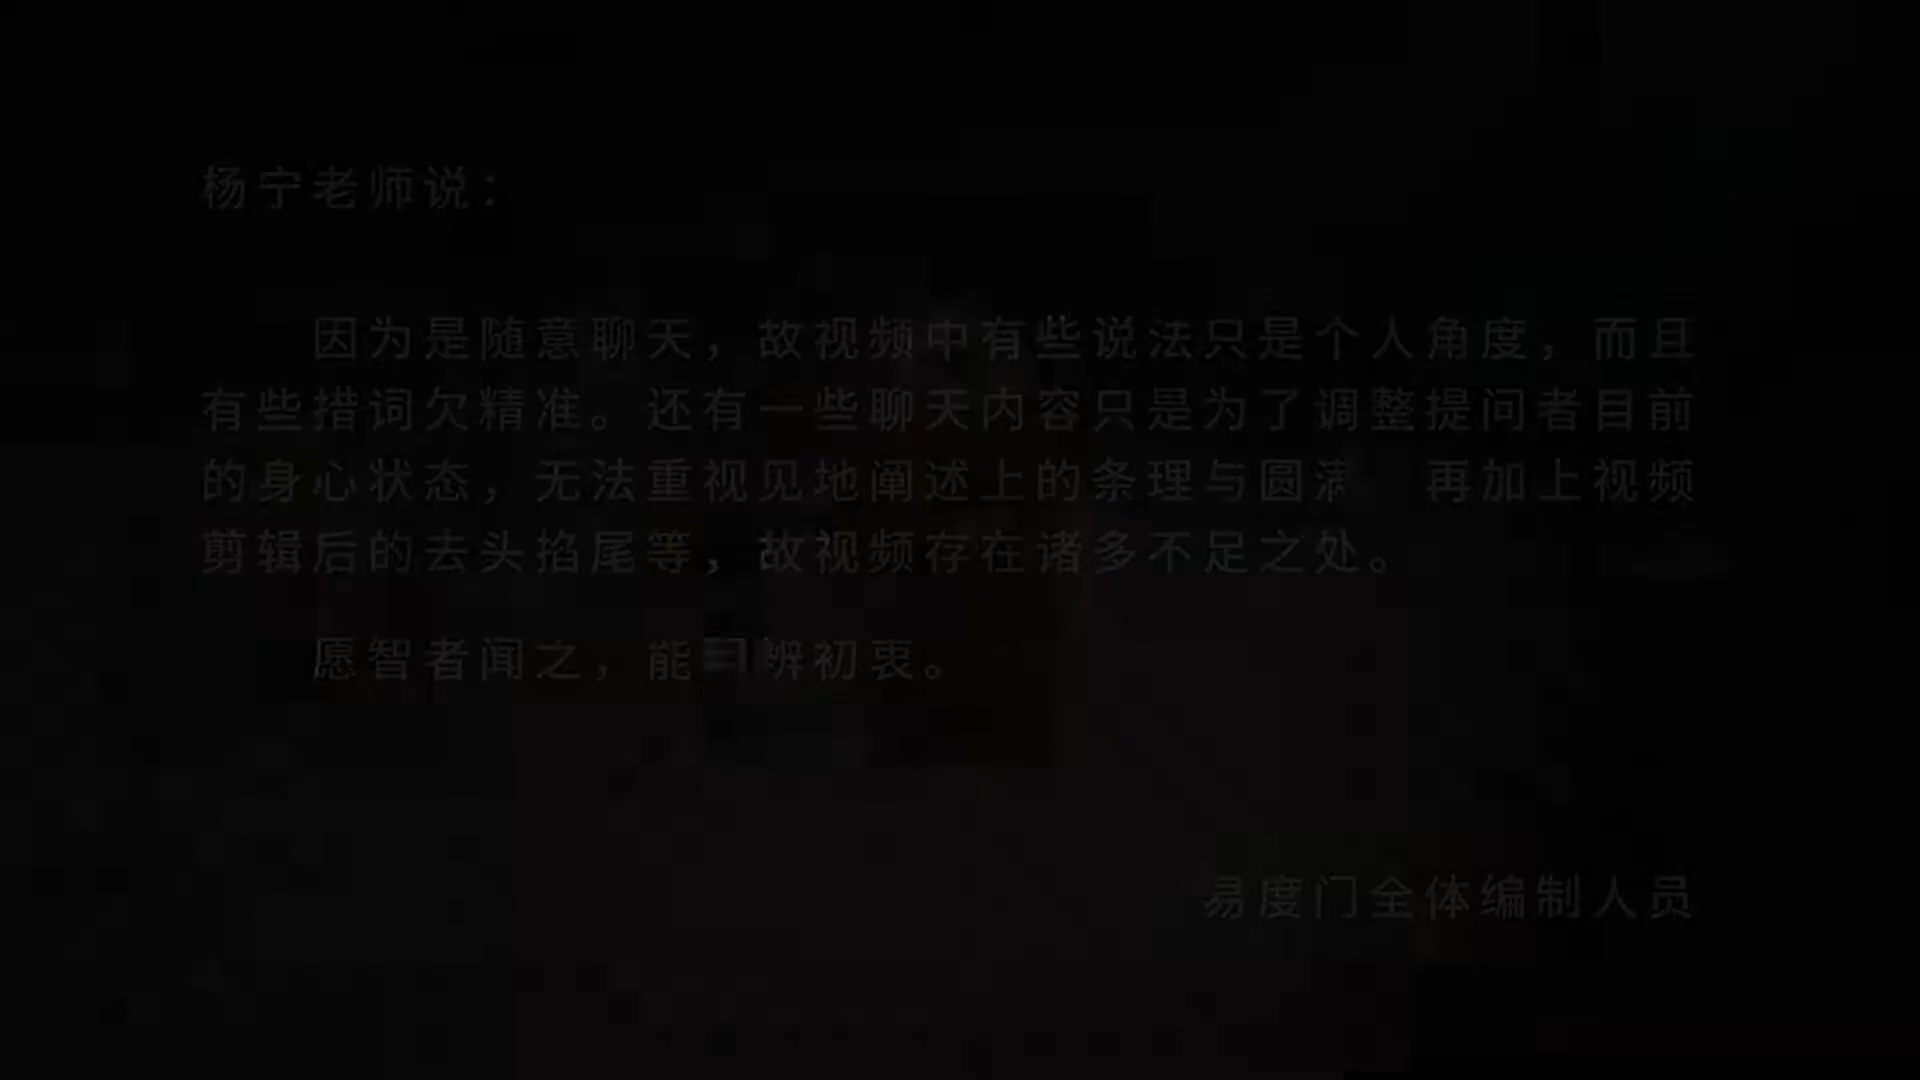 杨宁老师说：
因为是随意聊天，故视频中有些说法只是个人角度，而且
有些措词欠精准。还有一些聊天内容只是为了调整提问者目前
的身心状态，无法重视见地阐述上的条理与圆满 再加上视频
剪辑后的去头掐尾等，故视频存在诸多不足之处。
愿智者闻之，能 辨初衷。
易度门全体编制人员